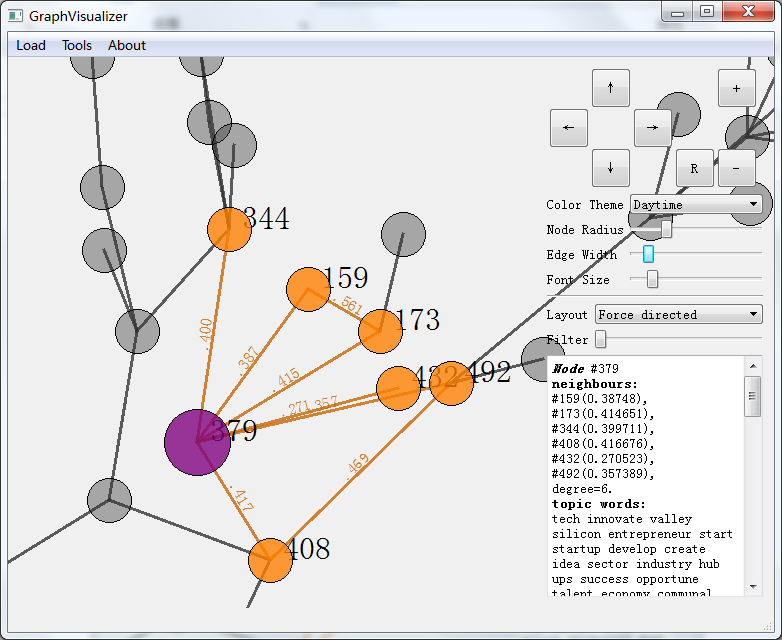 GraphVisualizer
Load Tools About
↑ +
← →
↓ R −
Color Theme Daytime
Node Radius
Edge Width
Font Size
Layout Force directed
Filter
344
159
173
432
492
379
408
.400
.387
.561
.415
.271
.357
.469
.417
Node #379
neighbours:
#159(0.38748),
#173(0.414651),
#344(0.399711),
#408(0.416676),
#432(0.270523),
#492(0.357389),
degree=6.
topic words:
tech innovate valley
silicon entrepreneur start
startup develop create
idea sector industry hub
ups success opportune
talent economy communal